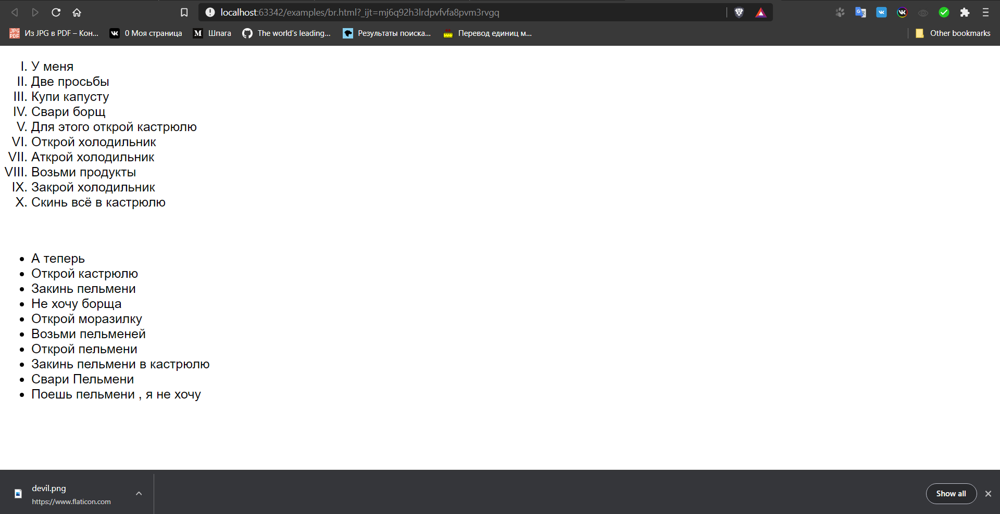 localhost:63342/examples/br.html?_ijt=mj6q92h3lrdpvfvfa8pvm3rvgq
JPG PDF Из JPG в PDF – Кон... 0 Моя страница M Шпага The world's leading... Результаты поиска... Перевод единиц м... Other bookmarks
I. У меня
II. Две просьбы
III. Купи капусту
IV. Свари борщ
V. Для этого открой кастрюлю
VI. Открой холодильник
VII. Аткрой холодильник
VIII. Возьми продукты
IX. Закрой холодильник
X. Скинь всё в кастрюлю
• А теперь
• Открой кастрюлю
• Закинь пельмени
• Не хочу борща
• Открой моразилку
• Возьми пельменей
• Открой пельмени
• Закинь пельмени в кастрюлю
• Свари Пельмени
• Поешь пельмени , я не хочу
devil.png
https://www.flaticon.com
Show all